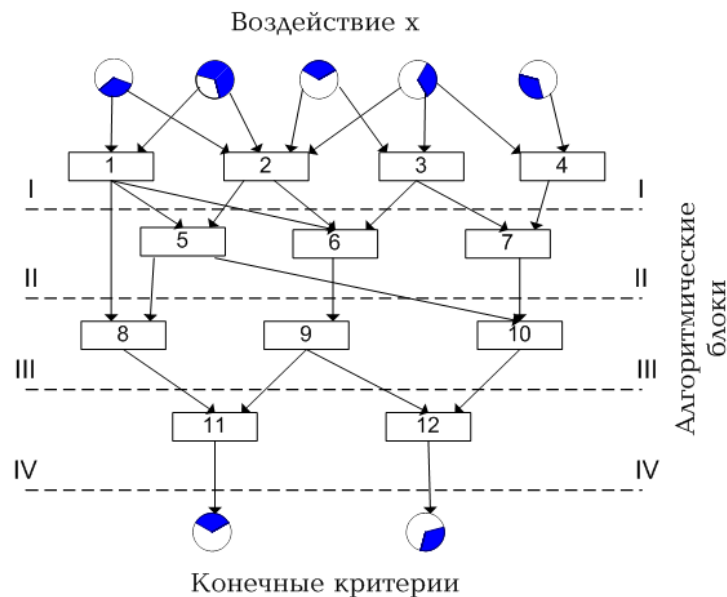 Воздействие x
1 2 3 4
I I
5 6 7
II II
8 9 10
III III
11 12
IV IV
Алгоритмические
блоки
Конечные критерии